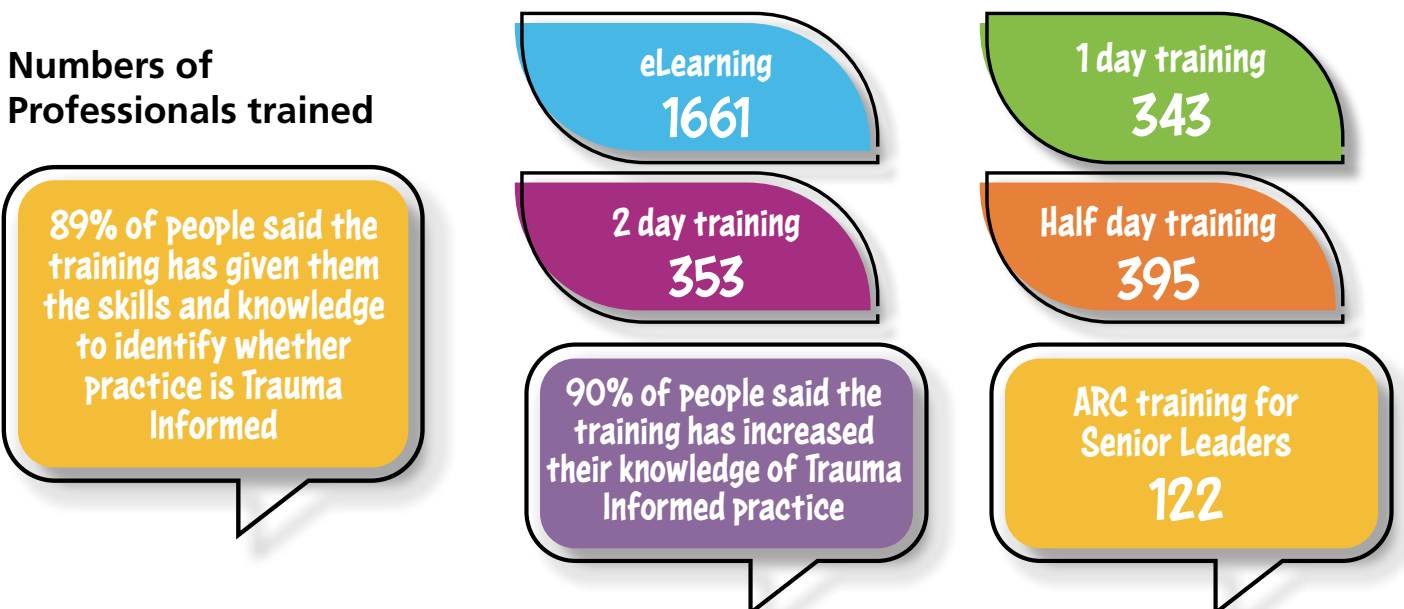 Numbers of
Professionals trained
89% of people said the
training has given them
the skills and knowledge
to identify whether
practice is Trauma
Informed
eLearning
1661
1 day training
343
2 day training
353
Half day training
395
90% of people said the
training has increased
their knowledge of Trauma
Informed practice
ARC training for
Senior Leaders
122